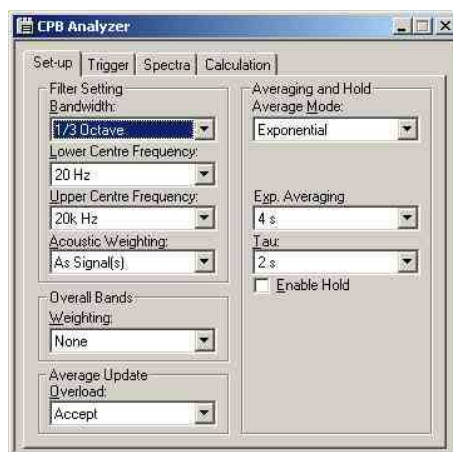 CPB Analyzer
Set-up Trigger Spectra Calculation
Filter Setting
Bandwidth:
1/3 Octave
Lower Centre Frequency:
20 Hz
Upper Centre Frequency:
20k Hz
Acoustic Weighting:
As Signal(s)
Overall Bands
Weighting:
None
Average Update
Overload:
Accept
Averaging and Hold
Average Mode:
Exponential
Exp. Averaging
4 s
Tau:
2 s
Enable Hold